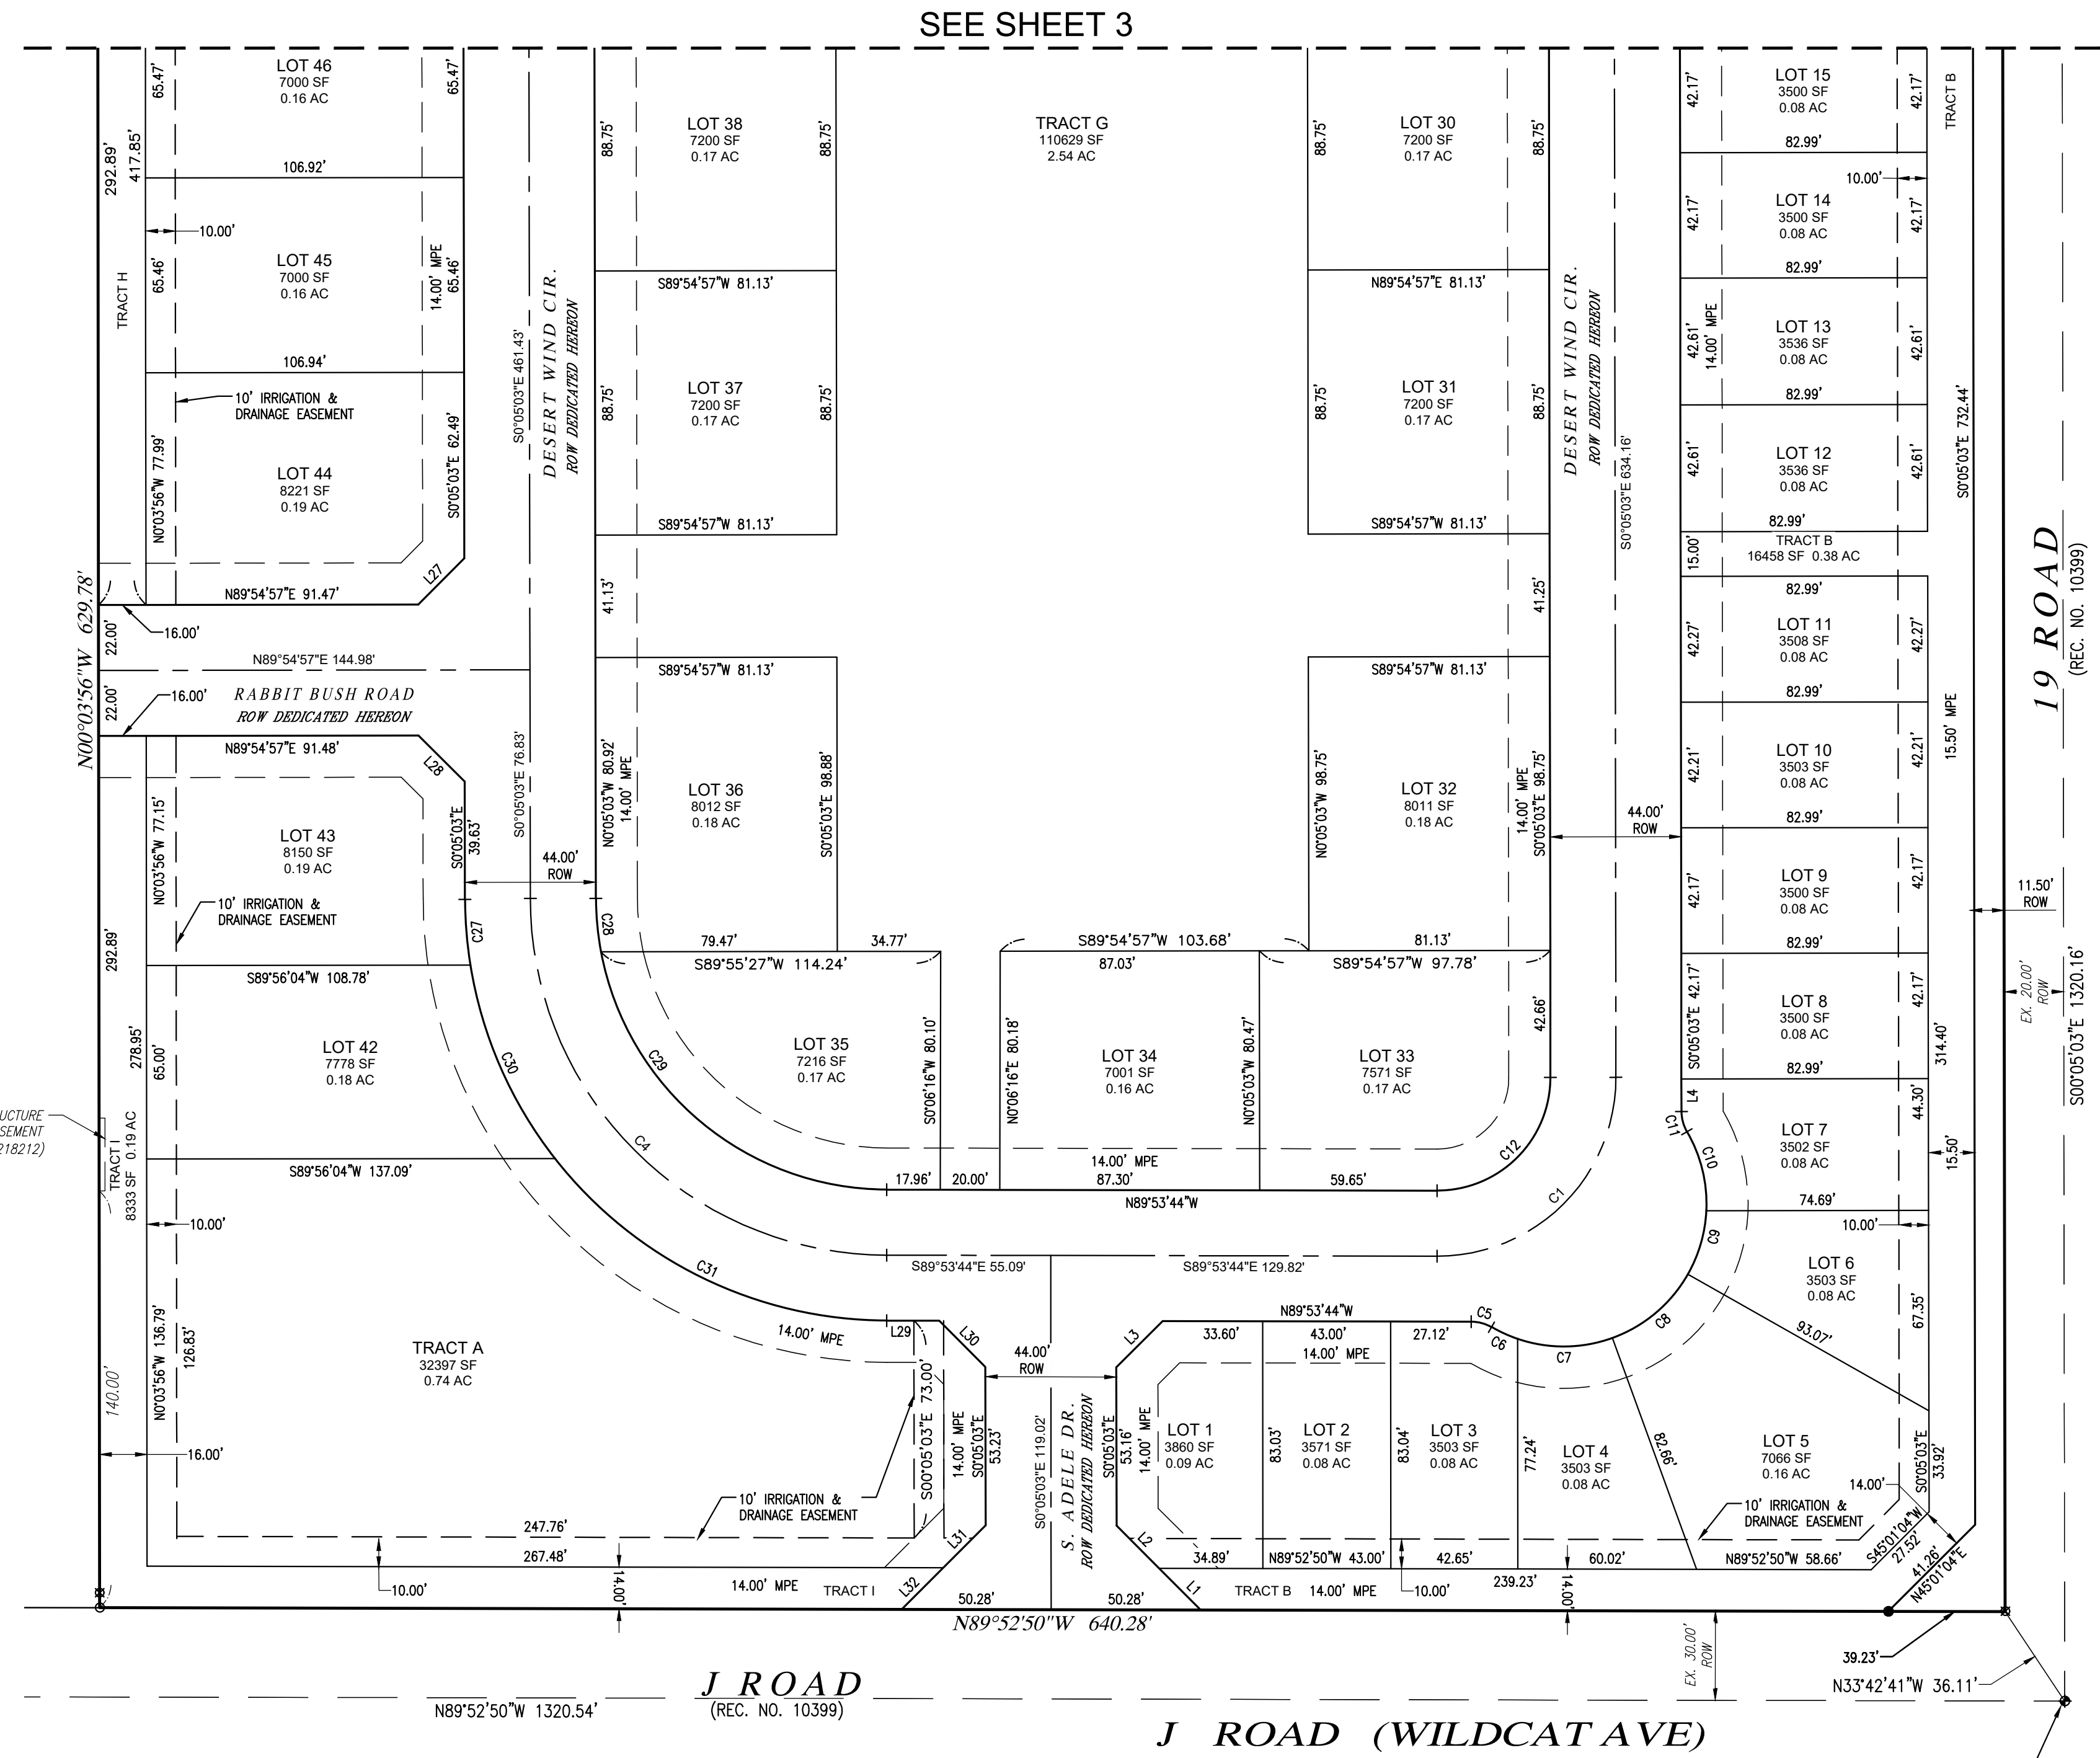 SEE SHEET 3
LOT 46
7000 SF
0.16 AC
65.47'
65.47'
292.89'
417.85'
106.92'
TRACT H
10.00'
LOT 45
7000 SF
0.16 AC
65.46'
14.00' MPE
65.46'
106.94'
10' IRRIGATION &
DRAINAGE EASEMENT
N0°03'56"W 77.99'
LOT 44
8221 SF
0.19 AC
S0°05'03"E 62.49'
L27
N89°54'57"E 91.47'
16.00'
22.00'
N00°03'56"W 629.78'
N89°54'57"E 144.98'
RABBIT BUSH ROAD
ROW DEDICATED HEREON
16.00'
22.00'
N89°54'57"E 91.48'
L28
S0°05'03"E 461.43'
DESERT WIND CIR.
ROW DEDICATED HEREON
S0°05'03"E 76.83'
LOT 38
7200 SF
0.17 AC
88.75'
88.75'
S89°54'57"W 81.13'
LOT 37
7200 SF
0.17 AC
88.75'
88.75'
S89°54'57"W 81.13'
41.13'
S89°54'57"W 81.13'
N0°05'03"W 80.92'
14.00' MPE
LOT 36
8012 SF
0.18 AC
S0°05'03"E 98.88'
TRACT G
110629 SF
2.54 AC
LOT 30
7200 SF
0.17 AC
88.75'
88.75'
N89°54'57"E 81.13'
LOT 31
7200 SF
0.17 AC
88.75'
88.75'
S89°54'57"W 81.13'
41.25'
S89°54'57"W 81.13'
N0°05'03"W 98.75'
LOT 32
8011 SF
0.18 AC
14.00' MPE
S0°05'03"E 98.75'
DESERT WIND CIR.
ROW DEDICATED HEREON
S0°05'03"E 634.16'
44.00'
ROW
LOT 15
3500 SF
0.08 AC
42.17'
42.17'
82.99'
TRACT B
10.00'
LOT 14
3500 SF
0.08 AC
42.17'
42.17'
82.99'
LOT 13
3536 SF
0.08 AC
42.61'
14.00' MPE
42.61'
82.99'
LOT 12
3536 SF
0.08 AC
42.61'
42.61'
82.99'
S0°05'03"E 732.44'
15.00'
TRACT B
16458 SF 0.38 AC
82.99'
LOT 11
3508 SF
0.08 AC
42.27'
42.27'
82.99'
LOT 10
3503 SF
0.08 AC
42.21'
42.21'
82.99'
15.50' MPE
LOT 9
3500 SF
0.08 AC
42.17'
42.17'
82.99'
LOT 8
3500 SF
0.08 AC
S0°05'03"E 42.17'
42.17'
82.99'
314.40'
L4
C11
C10
LOT 7
3502 SF
0.08 AC
44.30'
15.50'
74.69'
10.00'
C9
LOT 6
3503 SF
0.08 AC
67.35'
93.07'
19 ROAD
(REC. NO. 10399)
11.50'
ROW
EX. 20.00'
ROW
S00°05'03"E 1320.16'
LOT 43
8150 SF
0.19 AC
N0°03'56"W 77.15'
S0°05'03"E
39.63'
10' IRRIGATION &
DRAINAGE EASEMENT
44.00'
ROW
C27
C28
292.89'
S89°56'04"W 108.78'
LOT 42
7778 SF
0.18 AC
278.95'
65.00'
C30
S89°56'04"W 137.09'
UCTURE
SEMENT
218212)
TRACT I
8333 SF 0.19 AC
10.00'
C4
C29
79.47'
34.77'
S89°55'27"W 114.24'
LOT 35
7216 SF
0.17 AC
S0°06'16"W 80.10'
S89°54'57"W 103.68'
87.03'
N0°06'16"E 80.18'
LOT 34
7001 SF
0.16 AC
N0°05'03"W 80.47'
81.13'
S89°54'57"W 97.78'
LOT 33
7571 SF
0.17 AC
42.66'
C12
C1
14.00' MPE
17.96'
20.00'
87.30'
59.65'
N89°53'44"W
S89°53'44"E 55.09'
S89°53'44"E 129.82'
C31
TRACT A
32397 SF
0.74 AC
14.00' MPE
N0°03'56"W 136.79'
126.83'
140.00'
16.00'
L29
L30
S00°05'03"E 73.00'
14.00' MPE
S0°05'03"E
53.23'
10' IRRIGATION &
DRAINAGE EASEMENT
247.76'
267.48'
10.00'
14.00'
14.00' MPE
TRACT I
L31
L32
44.00'
ROW
S0°05'03"E 119.02'
S. ADELE DR.
ROW DEDICATED HEREON
50.28'
50.28'
N89°52'50"W 640.28'
L3
S0°05'03"E
53.16'
14.00' MPE
L2
L1
N89°53'44"W
33.60'
43.00'
27.12'
14.00' MPE
C5
C6
C7
C8
LOT 1
3860 SF
0.09 AC
83.03'
LOT 2
3571 SF
0.08 AC
83.04'
LOT 3
3503 SF
0.08 AC
77.24'
LOT 4
3503 SF
0.08 AC
82.66'
LOT 5
7066 SF
0.16 AC
S0°05'03"E
33.92'
14.00'
10' IRRIGATION &
DRAINAGE EASEMENT
34.89'
N89°52'50"W 43.00'
42.65'
60.02'
N89°52'50"W 58.66'
S45°01'04"W
27.52'
41.26'
N45°01'04"E
TRACT B
14.00' MPE
10.00'
239.23'
14.00'
EX. 30.00'
ROW
39.23'
N33°42'41"W 36.11'
J ROAD
(REC. NO. 10399)
N89°52'50"W 1320.54'
J ROAD (WILDCAT AVE)